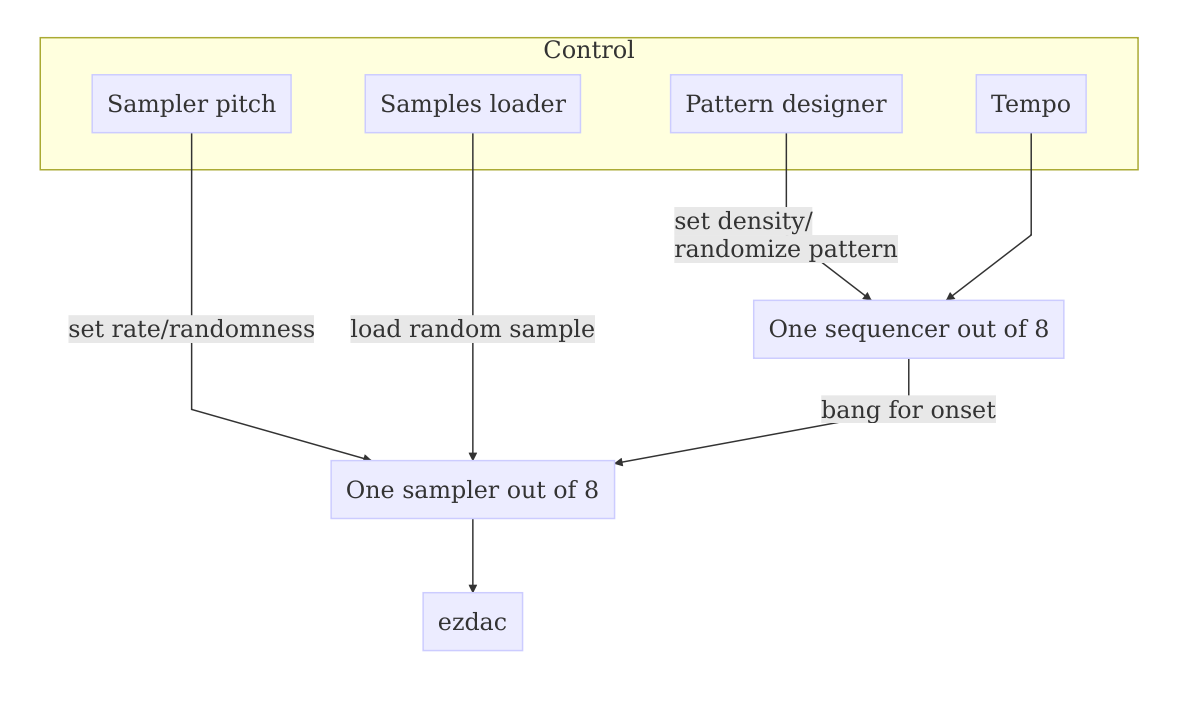 Control
Sampler pitch
Samples loader
Pattern designer
Tempo
set density/
randomize pattern
set rate/randomness
load random sample
One sequencer out of 8
bang for onset
One sampler out of 8
ezdac